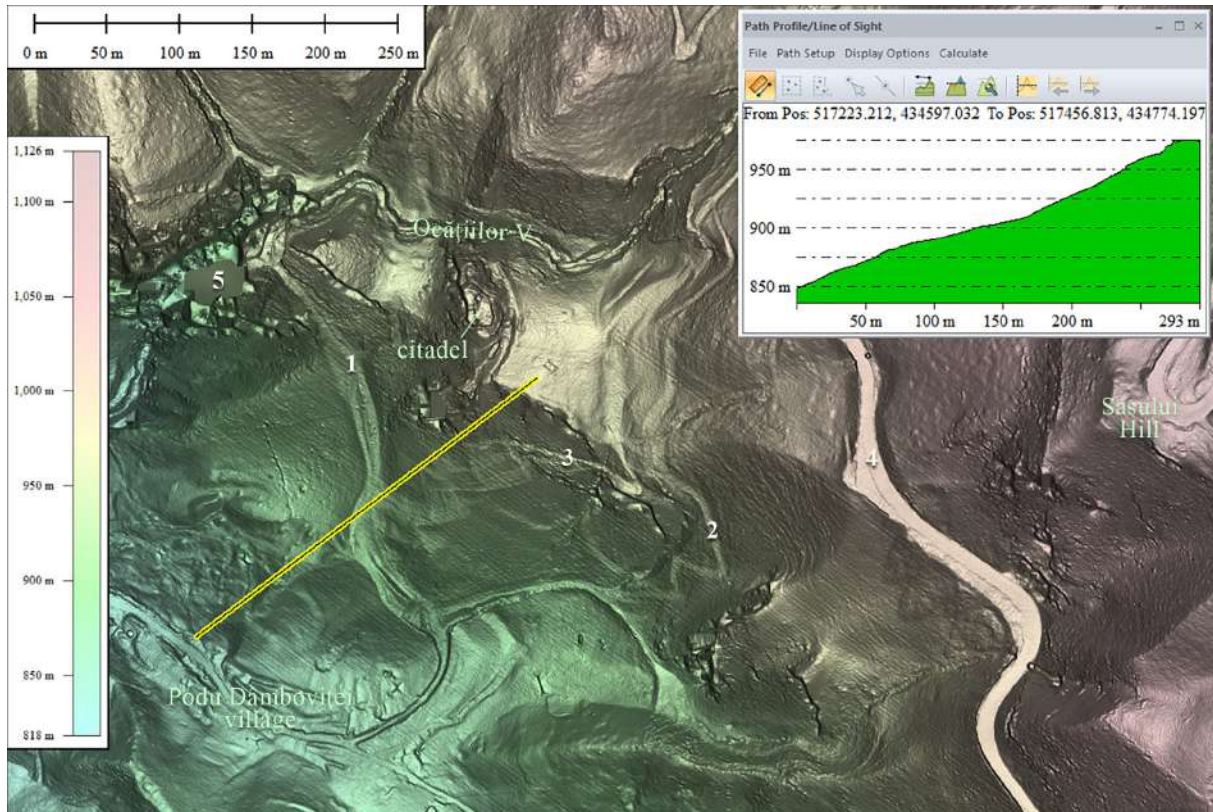 0 m 50 m 100 m 150 m 200 m 250 m
Path Profile/Line of Sight
File Path Setup Display Options Calculate
From Pos: 517223.212, 434597.032 To Pos: 517456.813, 434774.197
950 m
900 m
850 m
50 m 100 m 150 m 200 m 293 m
1,126 m
1,100 m
1,050 m
1,000 m
950 m
900 m
850 m
818 m
Ocățiilor V
5
citadel
1
3
4
2
Sasului
Hill
Podu Dâmboviței
village